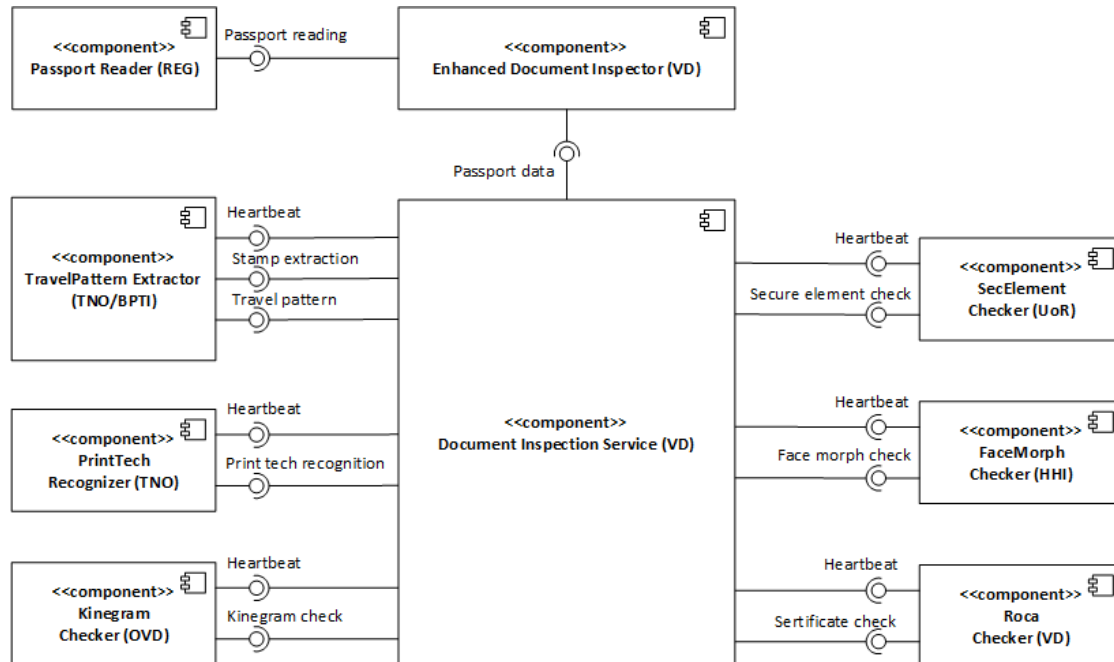 <<component>>
Passport Reader (REG)
Passport reading
<<component>>
Enhanced Document Inspector (VD)
Passport data
<<component>>
TravelPattern Extractor
(TNO/BPTI)
Heartbeat
Stamp extraction
Travel pattern
<<component>>
PrintTech
Recognizer (TNO)
Heartbeat
Print tech recognition
<<component>>
Kinegram
Checker (OVD)
Heartbeat
Kinegram check
<<component>>
Document Inspection Service (VD)
Heartbeat
Secure element check
<<component>>
SecElement
Checker (UoR)
Heartbeat
Face morph check
<<component>>
FaceMorph
Checker (HHI)
Heartbeat
Sertificate check
<<component>>
Roca
Checker (VD)